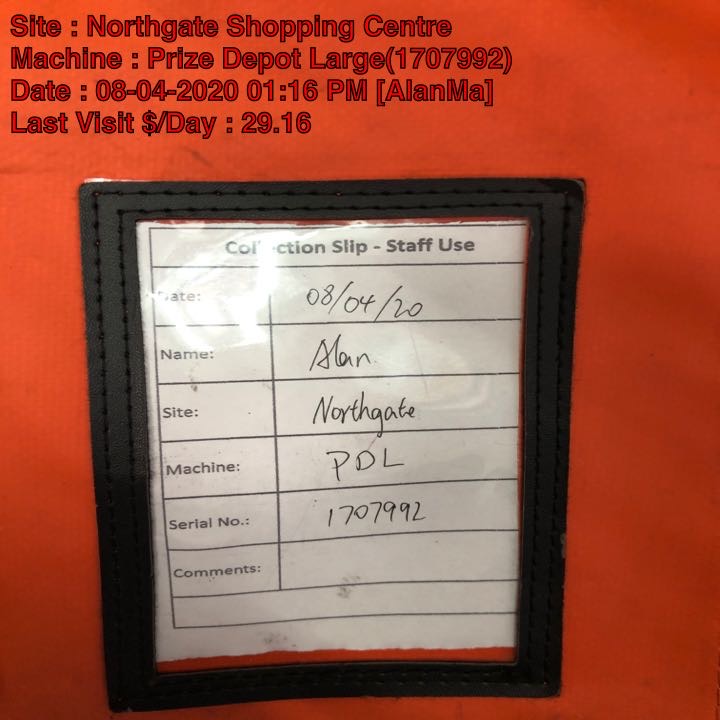 Site : Northgate Shopping Centre
Machine : Prize Depot Large(1707992)
Date : 08-04-2020 01:16 PM [AlanMa]
Last Visit $/Day : 29.16
Collection Slip - Staff Use
Date: 08/04/20
Name: Alan
Site: Northgate
Machine: PDL
Serial No.: 1707992
Comments: